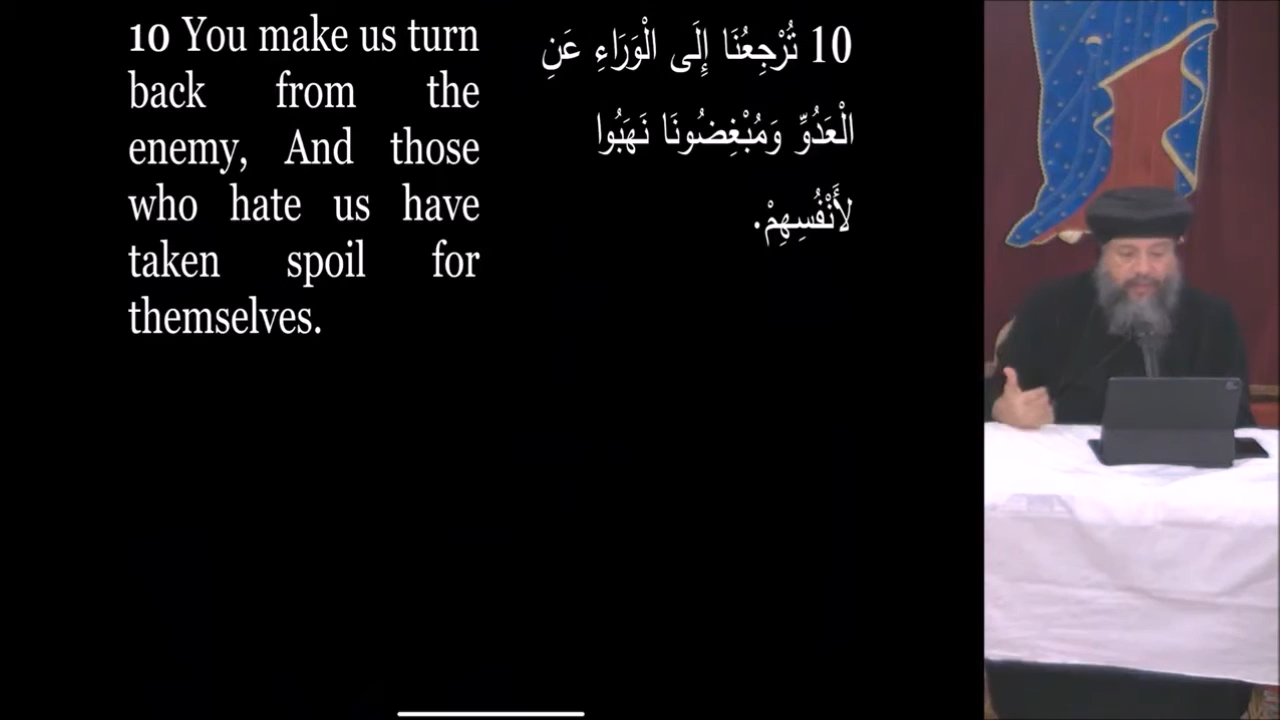 10 You make us turn
back from the
enemy, And those
who hate us have
taken spoil for
themselves.
10 تُرْجِعُنَا إِلَى الْوَرَاءِ عَنِ
الْعَدُوِّ وَمُبْغِضُونَا نَهَبُوا
لأَنْفُسِهِمْ.